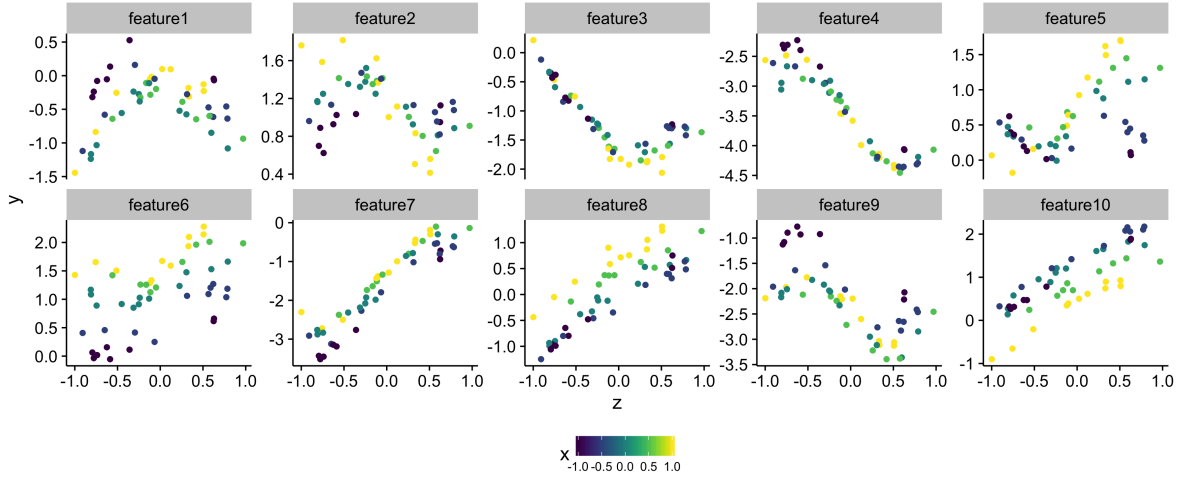 feature1 feature2 feature3 feature4 feature5
0.5 0.0 -0.5 -1.0 -1.5
1.6 1.2 0.8 0.4
0.0 -0.5 -1.0 -1.5 -2.0
-2.5 -3.0 -3.5 -4.0 -4.5
1.5 1.0 0.5 0.0
y
feature6 feature7 feature8 feature9 feature10
2.0 1.5 1.0 0.5 0.0
0 -1 -2 -3
1.0 0.5 0.0 -0.5 -1.0
-1.0 -1.5 -2.0 -2.5 -3.0 -3.5
2 1 0 -1
-1.0 -0.5 0.0 0.5 1.0 -1.0 -0.5 0.0 0.5 1.0 -1.0 -0.5 0.0 0.5 1.0 -1.0 -0.5 0.0 0.5 1.0 -1.0 -0.5 0.0 0.5 1.0
z
x
-1.0 -0.5 0.0 0.5 1.0